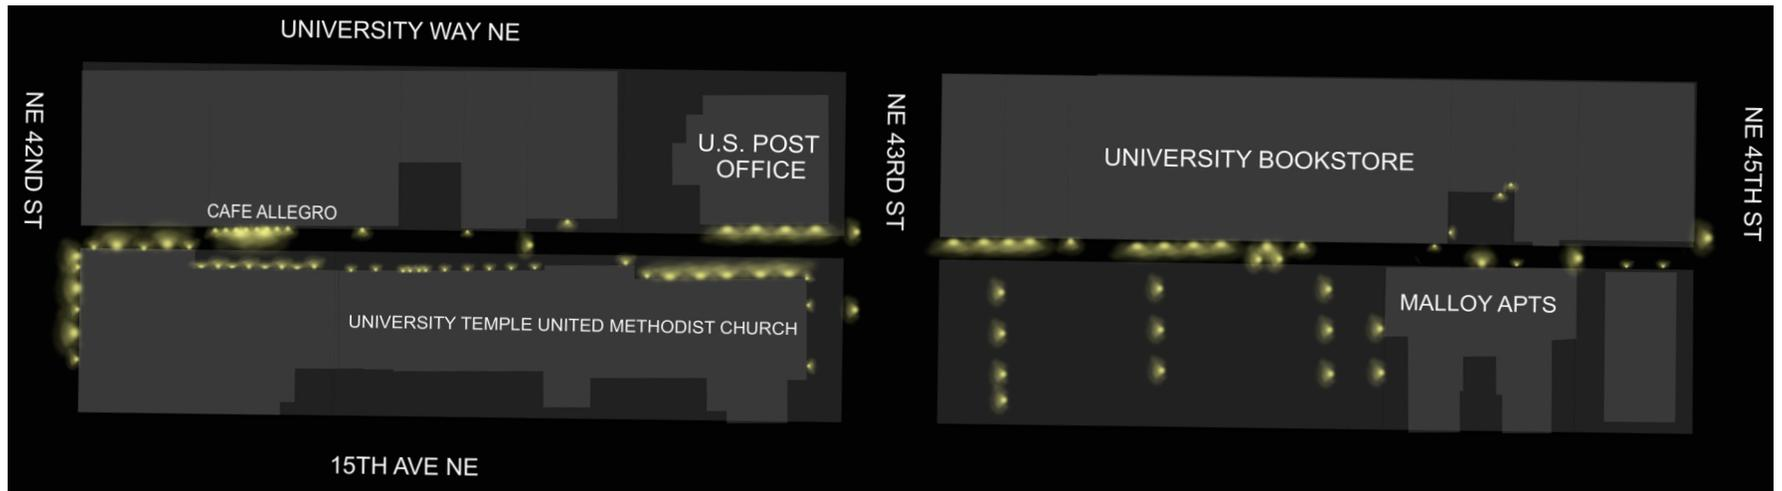 UNIVERSITY WAY NE
NE 42ND ST
CAFE ALLEGRO
U.S. POST
OFFICE
UNIVERSITY TEMPLE UNITED METHODIST CHURCH
15TH AVE NE
NE 43RD ST
UNIVERSITY BOOKSTORE
MALLOY APTS
NE 45TH ST